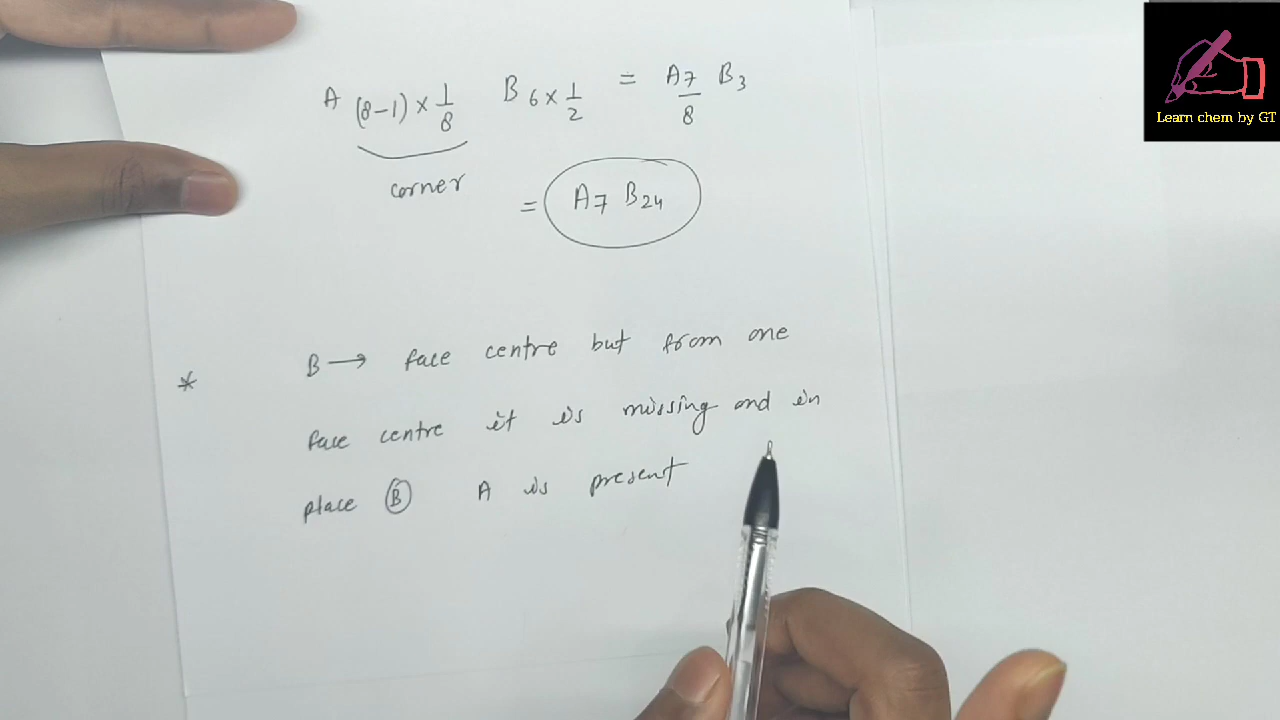 A (8-1) × 1/8 B 6 × 1/2 = A 7/8 B3
corner
= A7 B24
* B → face centre but from one
face centre it is missing and in
place B A is present
Learn chem by GT